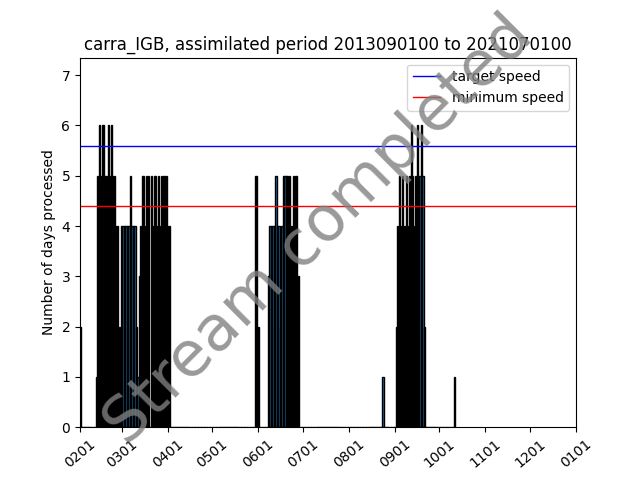 carra_IGB, assimilated period 2013090100 to 2021070100
target speed
minimum speed
Stream completed
Number of days processed
7
6
5
4
3
2
1
0
0201 0301 0401 0501 0601 0701 0801 0901 1001 1101 1201 0101